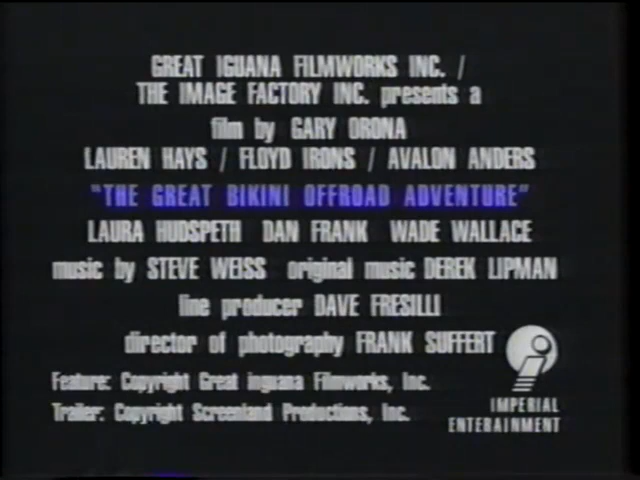 GREAT IGUANA FILMWORKS INC. /
THE IMAGE FACTORY INC. presents a
film by GARY ORONA
LAUREN HAYS / FLOYD IRONS / AVALON ANDERS
"THE GREAT BIKINI OFFROAD ADVENTURE"
LAURA HUDSPETH DAN FRANK WADE WALLACE
music by STEVE WEISS original music DEREK LIPMAN
line producer DAVE FRESILLI
director of photography FRANK SUFFERT
Feature: Copyright Great inguana Filmworks, Inc.
Trailer: Copyright Screenland Productions, Inc.
IMPERIAL
ENTERAINMENT